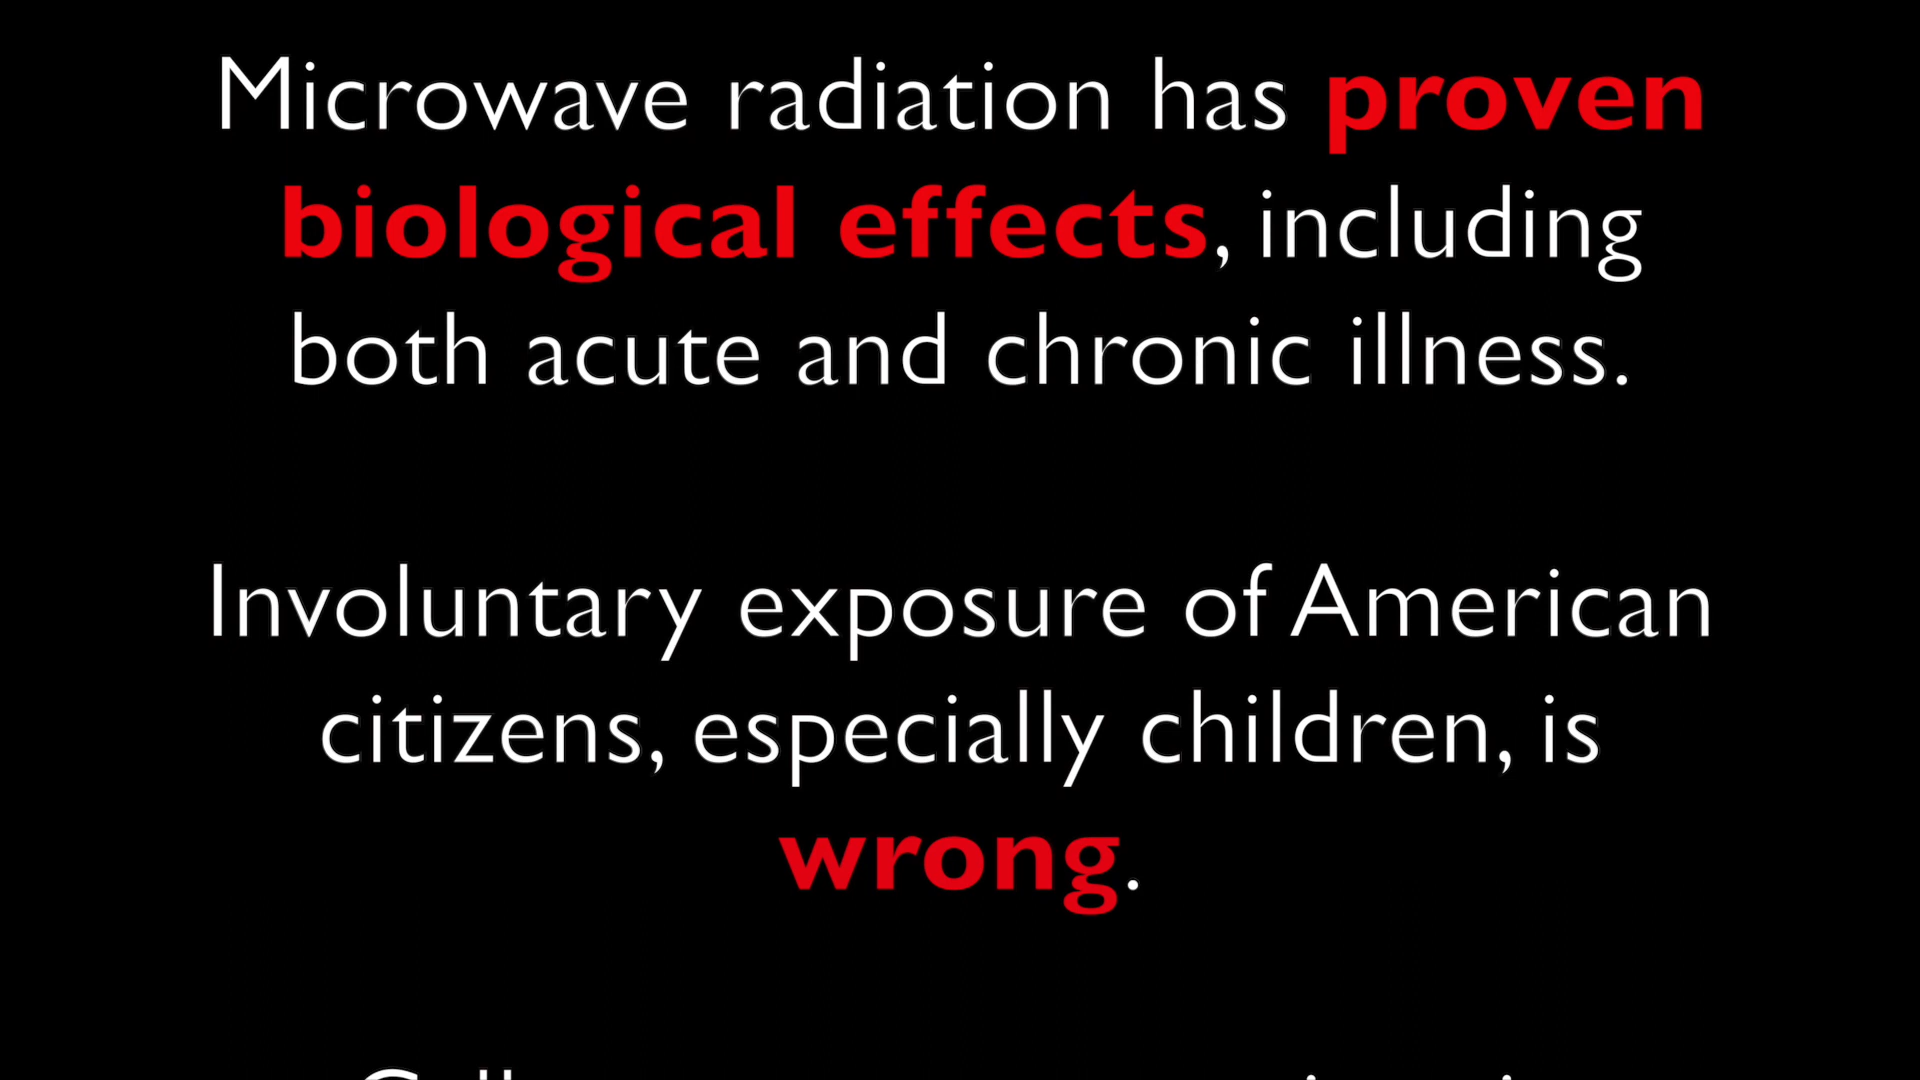 Microwave radiation has proven
biological effects, including
both acute and chronic illness.
Involuntary exposure of American
citizens, especially children, is
wrong.